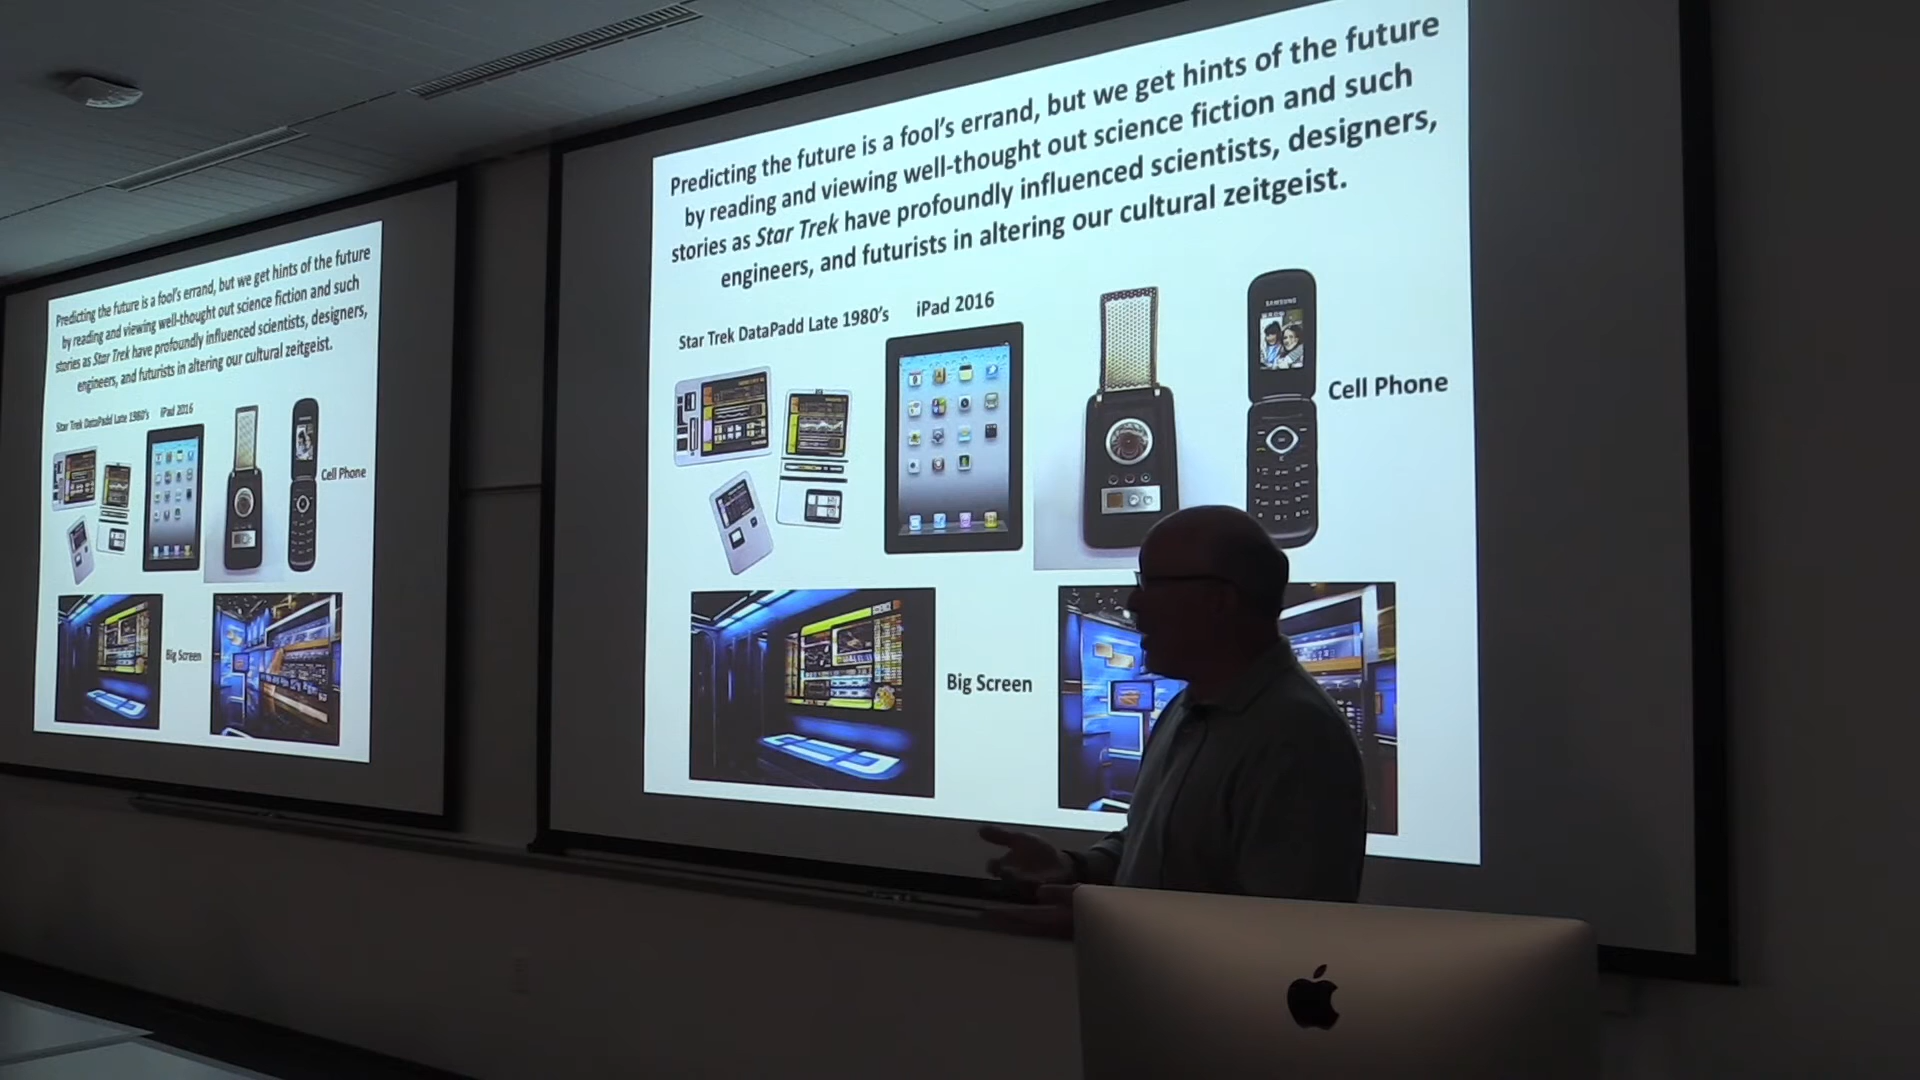 Predicting the future is a fool's errand, but we get hints of the future
by reading and viewing well-thought out science fiction and such
stories as Star Trek have profoundly influenced scientists, designers,
engineers, and futurists in altering our cultural zeitgeist.
Star Trek DataPadd Late 1980's iPad 2016
Cell Phone
Big Screen
Predicting the future is a fool's errand, but we get hints of the future
by reading and viewing well-thought out science fiction and such
stories as Star Trek have profoundly influenced scientists, designers,
engineers, and futurists in altering our cultural zeitgeist.
Star Trek DataPadd Late 1980's iPad 2016
SAMSUNG
Cell Phone
Big Screen